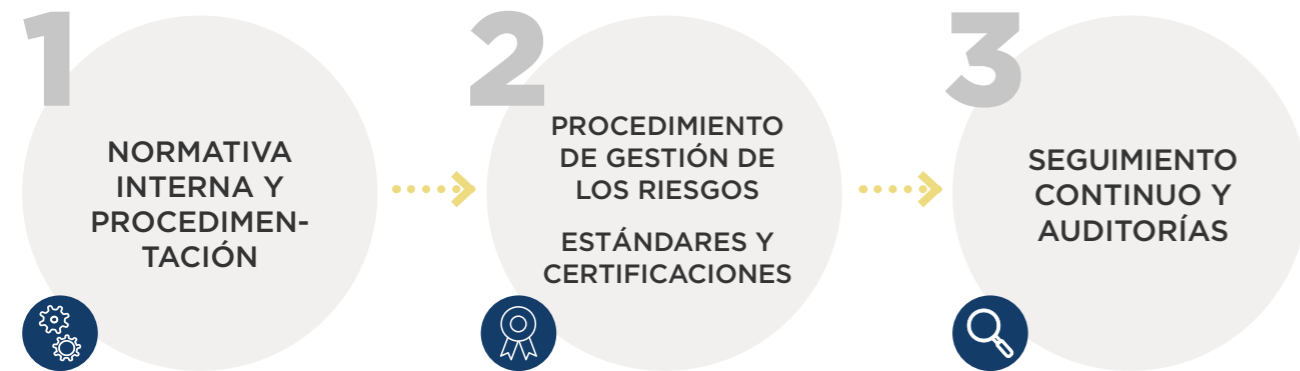 1
NORMATIVA
INTERNA Y
PROCEDIMEN-
TACIÓN
2
PROCEDIMIENTO
DE GESTIÓN DE
LOS RIESGOS
ESTÁNDARES Y
CERTIFICACIONES
3
SEGUIMIENTO
CONTINUO Y
AUDITORÍAS